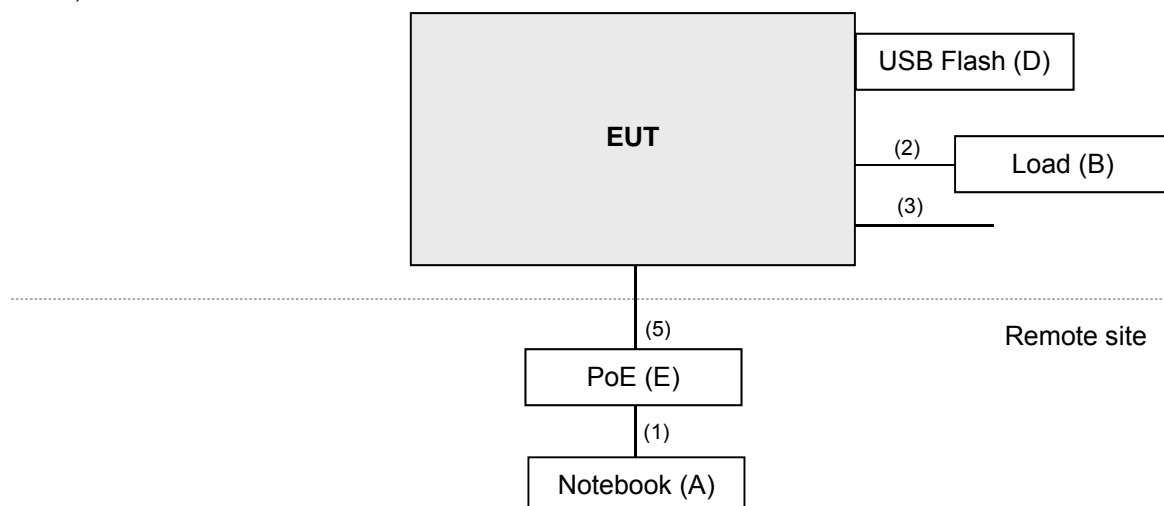 USB Flash (D)
EUT
(2)
Load (B)
(3)
(5)
Remote site
PoE (E)
(1)
Notebook (A)